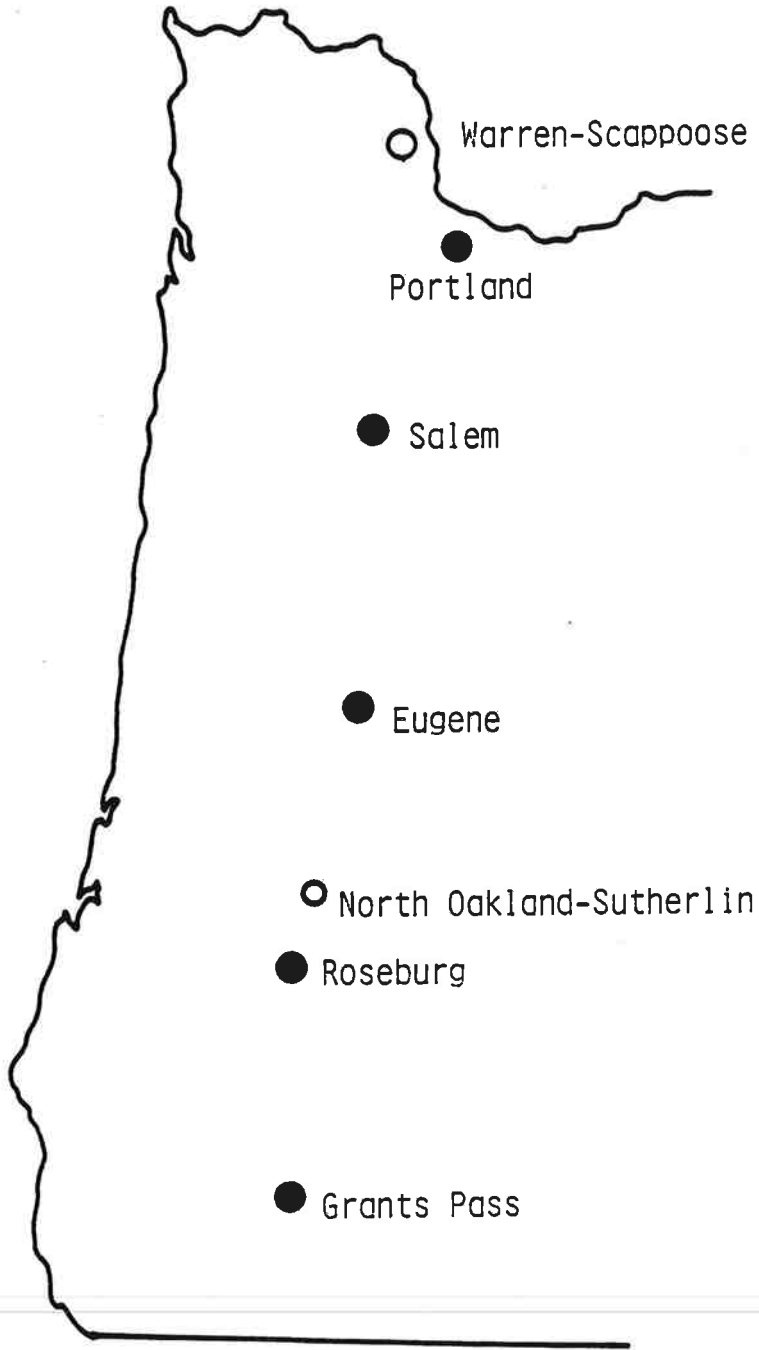 Warren-Scappoose
Portland
Salem
Eugene
North Oakland-Sutherlin
Roseburg
Grants Pass